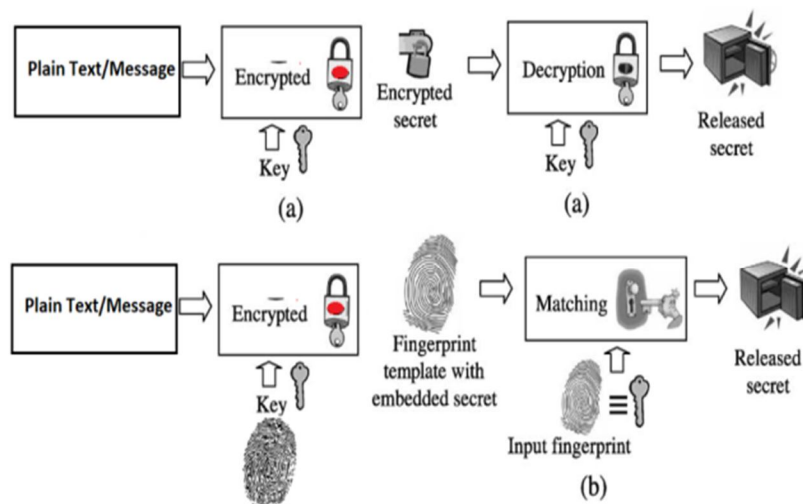 Plain Text/Message
Encrypted
Encrypted
secret
Decryption
Released
secret
Key
Key
(a)
(a)
Plain Text/Message
Encrypted
Fingerprint
template with
embedded secret
Matching
Released
secret
Key
Input fingerprint
(b)